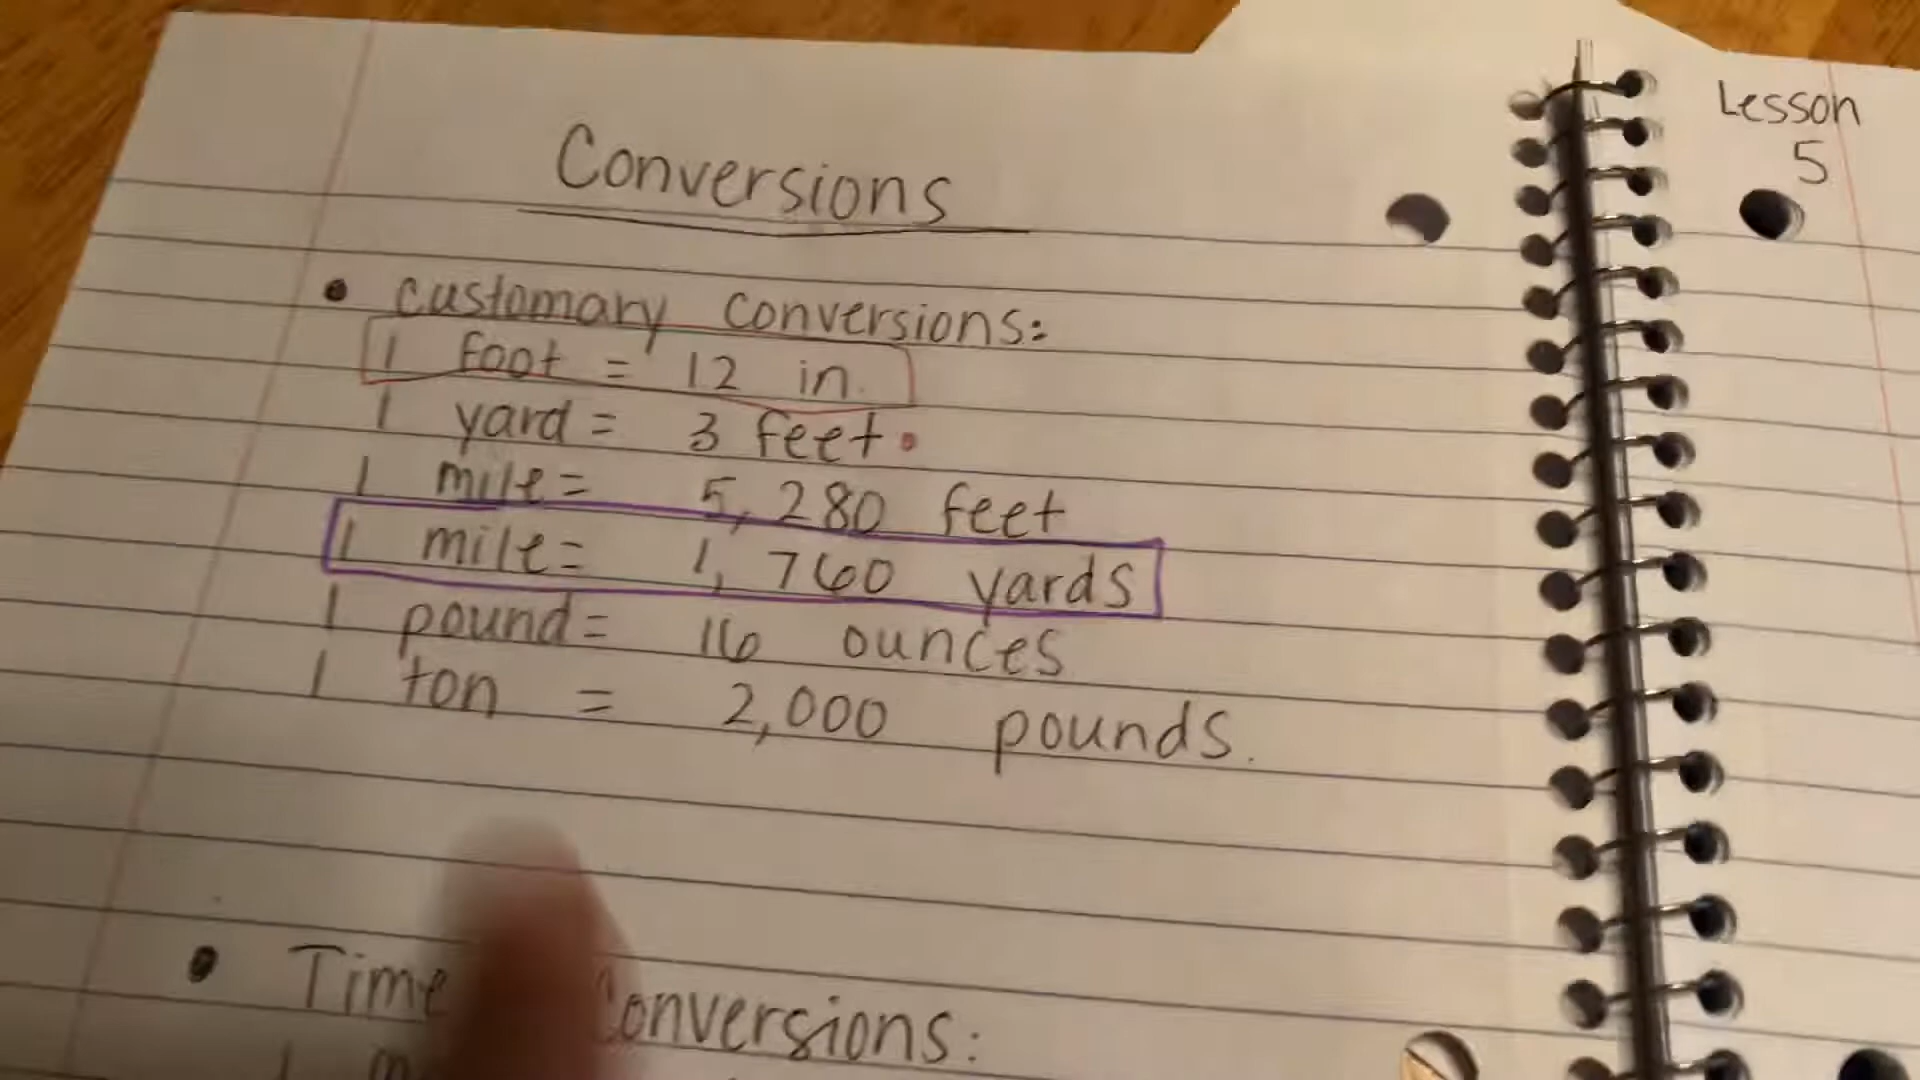 Conversions
• customary conversions:
1 foot = 12 in.
1 yard = 3 feet.
1 mile = 5,280 feet
1 mile = 1,760 yards
1 pound = 16 ounces
1 ton = 2,000 pounds.
• Time Conversions:
1
Lesson
5